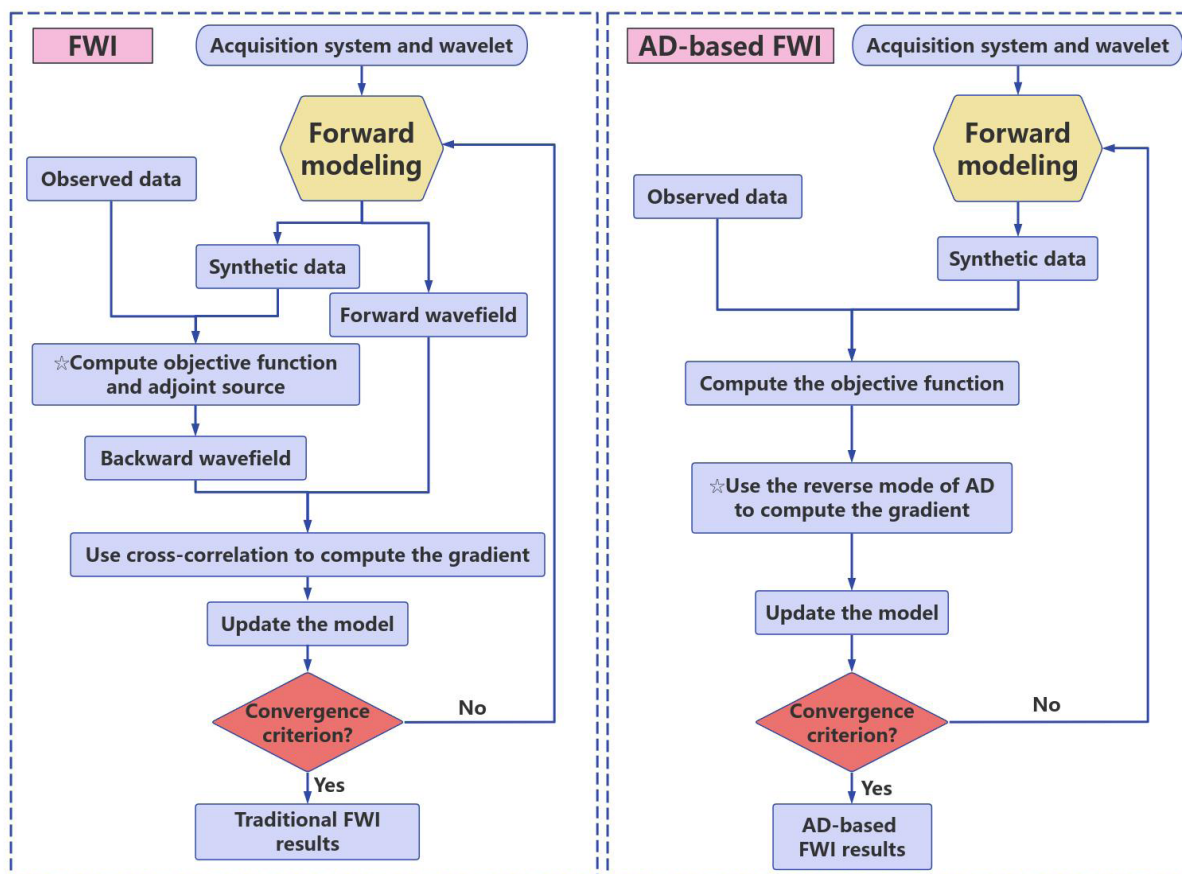 FWI
Acquisition system and wavelet
Forward
modeling
Observed data
Synthetic data
Forward wavefield
☆Compute objective function
and adjoint source
Backward wavefield
Use cross-correlation to compute the gradient
Update the model
Convergence
criterion?
No
Yes
Traditional FWI
results
AD-based FWI
Acquisition system and wavelet
Forward
modeling
Observed data
Synthetic data
Compute the objective function
☆Use the reverse mode of AD
to compute the gradient
Update the model
Convergence
criterion?
No
Yes
AD-based
FWI results